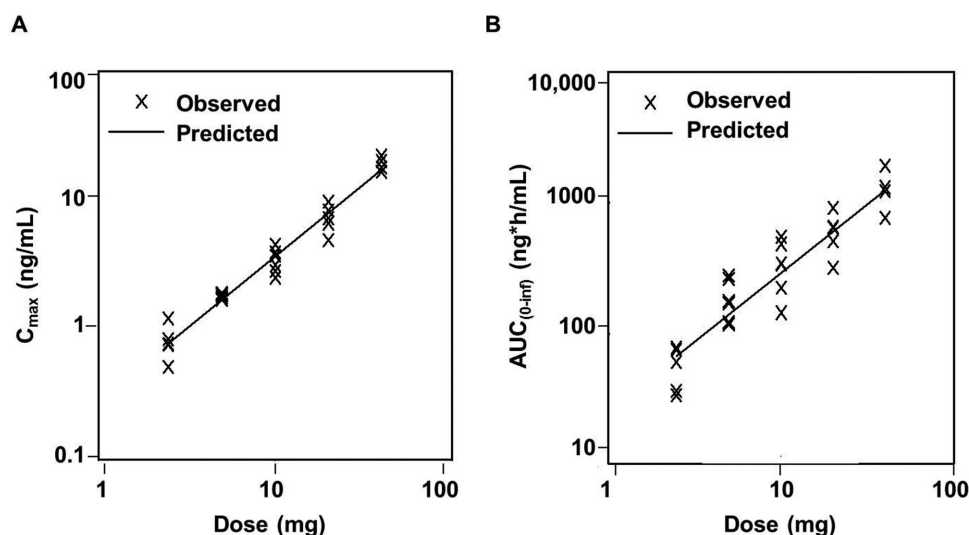 A
100
10
1
0.1
Cmax (ng/mL)
Observed
Predicted
1
10
100
Dose (mg)
B
10,000
1000
100
10
AUC(0-inf) (ng*h/mL)
Observed
Predicted
1
10
100
Dose (mg)